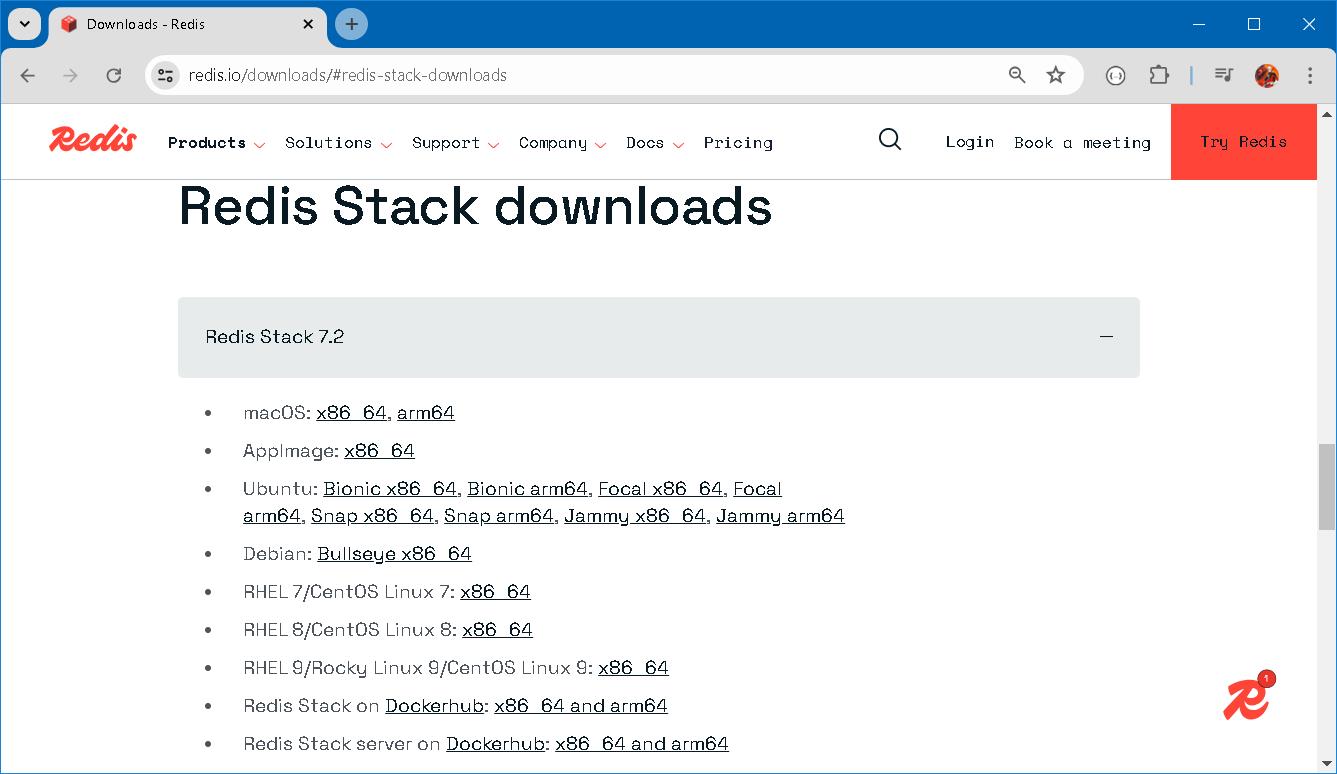 Downloads - Redis
redis.io/downloads/#redis-stack-downloads
Redis Products Solutions Support Company Docs Pricing Login Book a meeting Try Redis
Redis Stack downloads
Redis Stack 7.2
• macOS: x86_64, arm64
• AppImage: x86_64
• Ubuntu: Bionic x86_64, Bionic arm64, Focal x86_64, Focal
arm64, Snap x86_64, Snap arm64, Jammy x86_64, Jammy arm64
• Debian: Bullseye x86_64
• RHEL 7/CentOS Linux 7: x86_64
• RHEL 8/CentOS Linux 8: x86_64
• RHEL 9/Rocky Linux 9/CentOS Linux 9: x86_64
• Redis Stack on Dockerhub: x86_64 and arm64
• Redis Stack server on Dockerhub: x86_64 and arm64
1